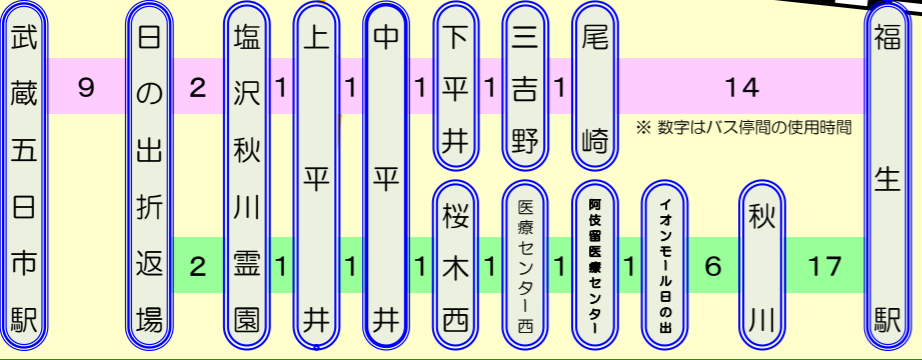 武蔵五日市駅
9
日の出折返場
2
2
塩沢秋川霊園
1
1
上平井
1
1
中平井
1
1
下平井
桜木西
1
1
三吉野
医療センター西
1
1
尾崎
阿伎留医療センター
14
※ 数字はバス停間の使用時間
1
イオンモール日の出
6
秋川
17
福生駅